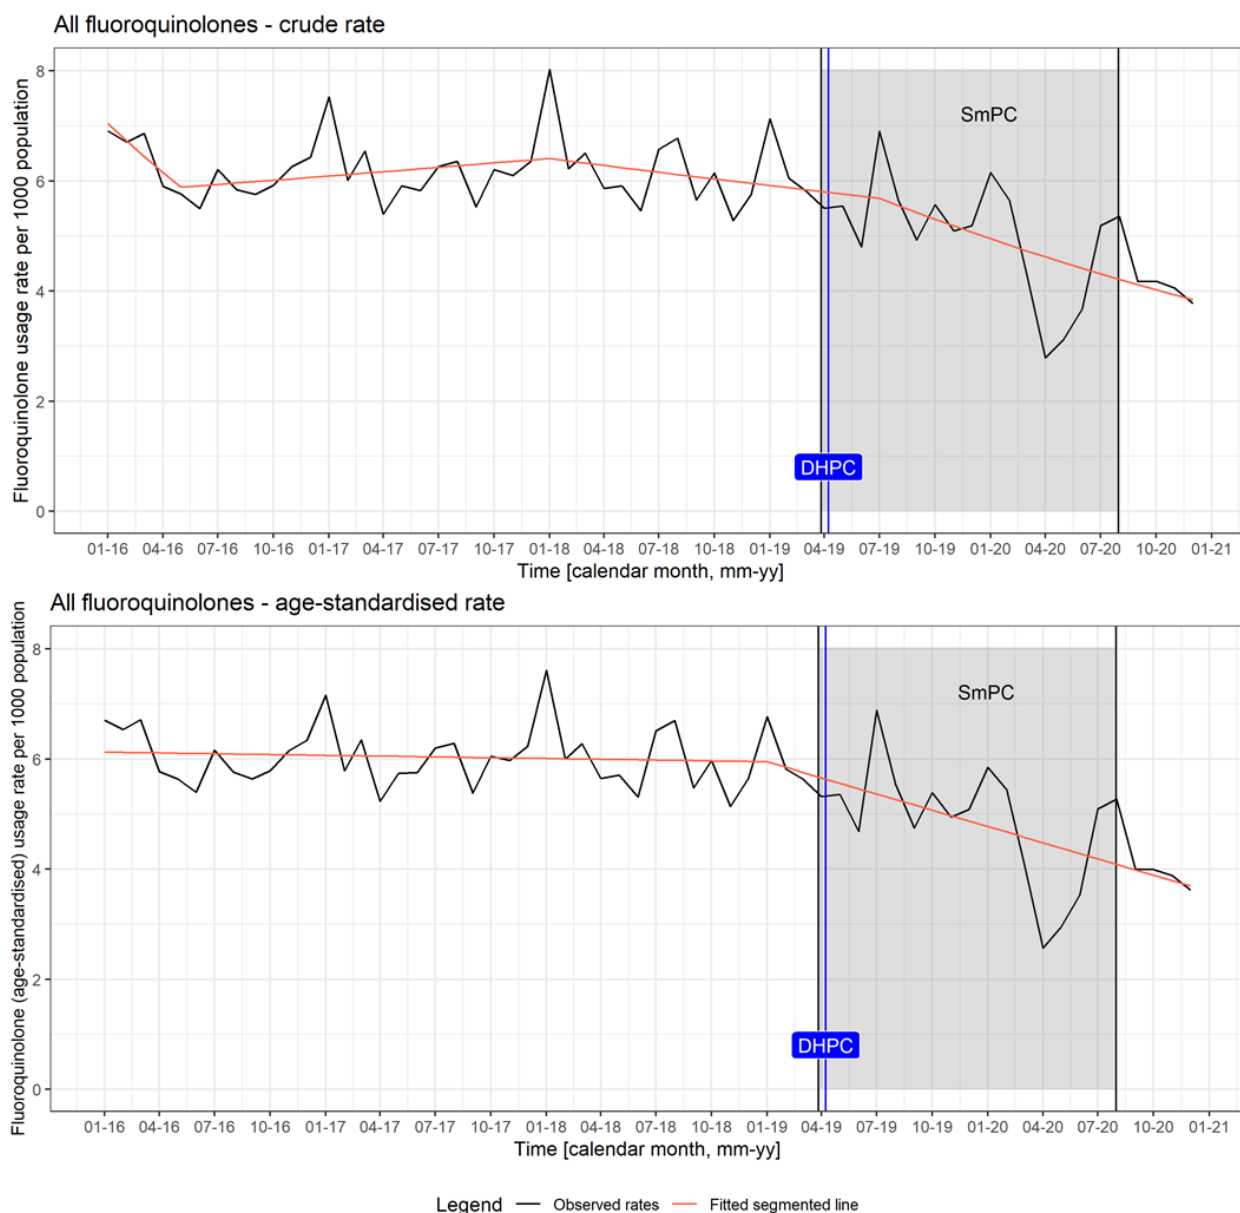 All fluoroquinolones - crude rate
Fluoroquinolone usage rate per 1000 population
8
6
4
2
0
SmPC
DHPC
01-16 04-16 07-16 10-16 01-17 04-17 07-17 10-17 01-18 04-18 07-18 10-18 01-19 04-19 07-19 10-19 01-20 04-20 07-20 10-20 01-21
Time [calendar month, mm-yy]
All fluoroquinolones - age-standardised rate
Fluoroquinolone (age-standardised) usage rate per 1000 population
8
6
4
2
0
SmPC
DHPC
01-16 04-16 07-16 10-16 01-17 04-17 07-17 10-17 01-18 04-18 07-18 10-18 01-19 04-19 07-19 10-19 01-20 04-20 07-20 10-20 01-21
Time [calendar month, mm-yy]
Legend Observed rates Fitted segmented line